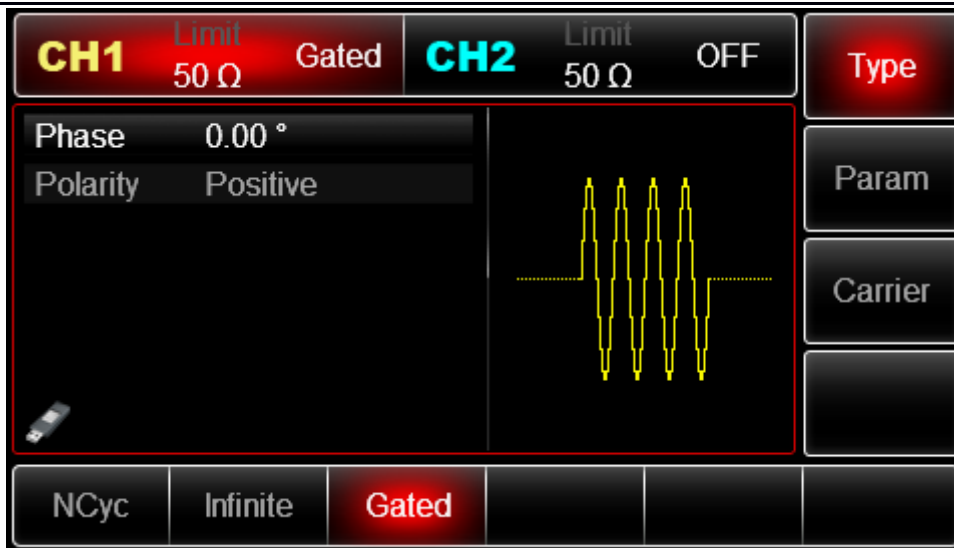 CH1 Limit 50 Ω Gated CH2 Limit 50 Ω OFF
Type
Phase 0.00 °
Polarity Positive
Param
Carrier
NCyc Infinite Gated